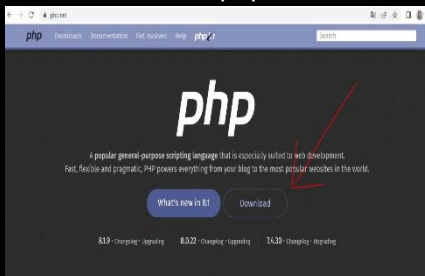 php.net
php Downloads Documentation Get Involved Help php
Search
php
A popular general-purpose scripting language that is especially suited to web development.
Fast, flexible and pragmatic, PHP powers everything from your blog to the most popular websites in the world.
What's new in 8.1 Download
8.1.9 · Changelog · Upgrading 8.0.22 · Changelog · Upgrading 7.4.30 · Changelog · Upgrading